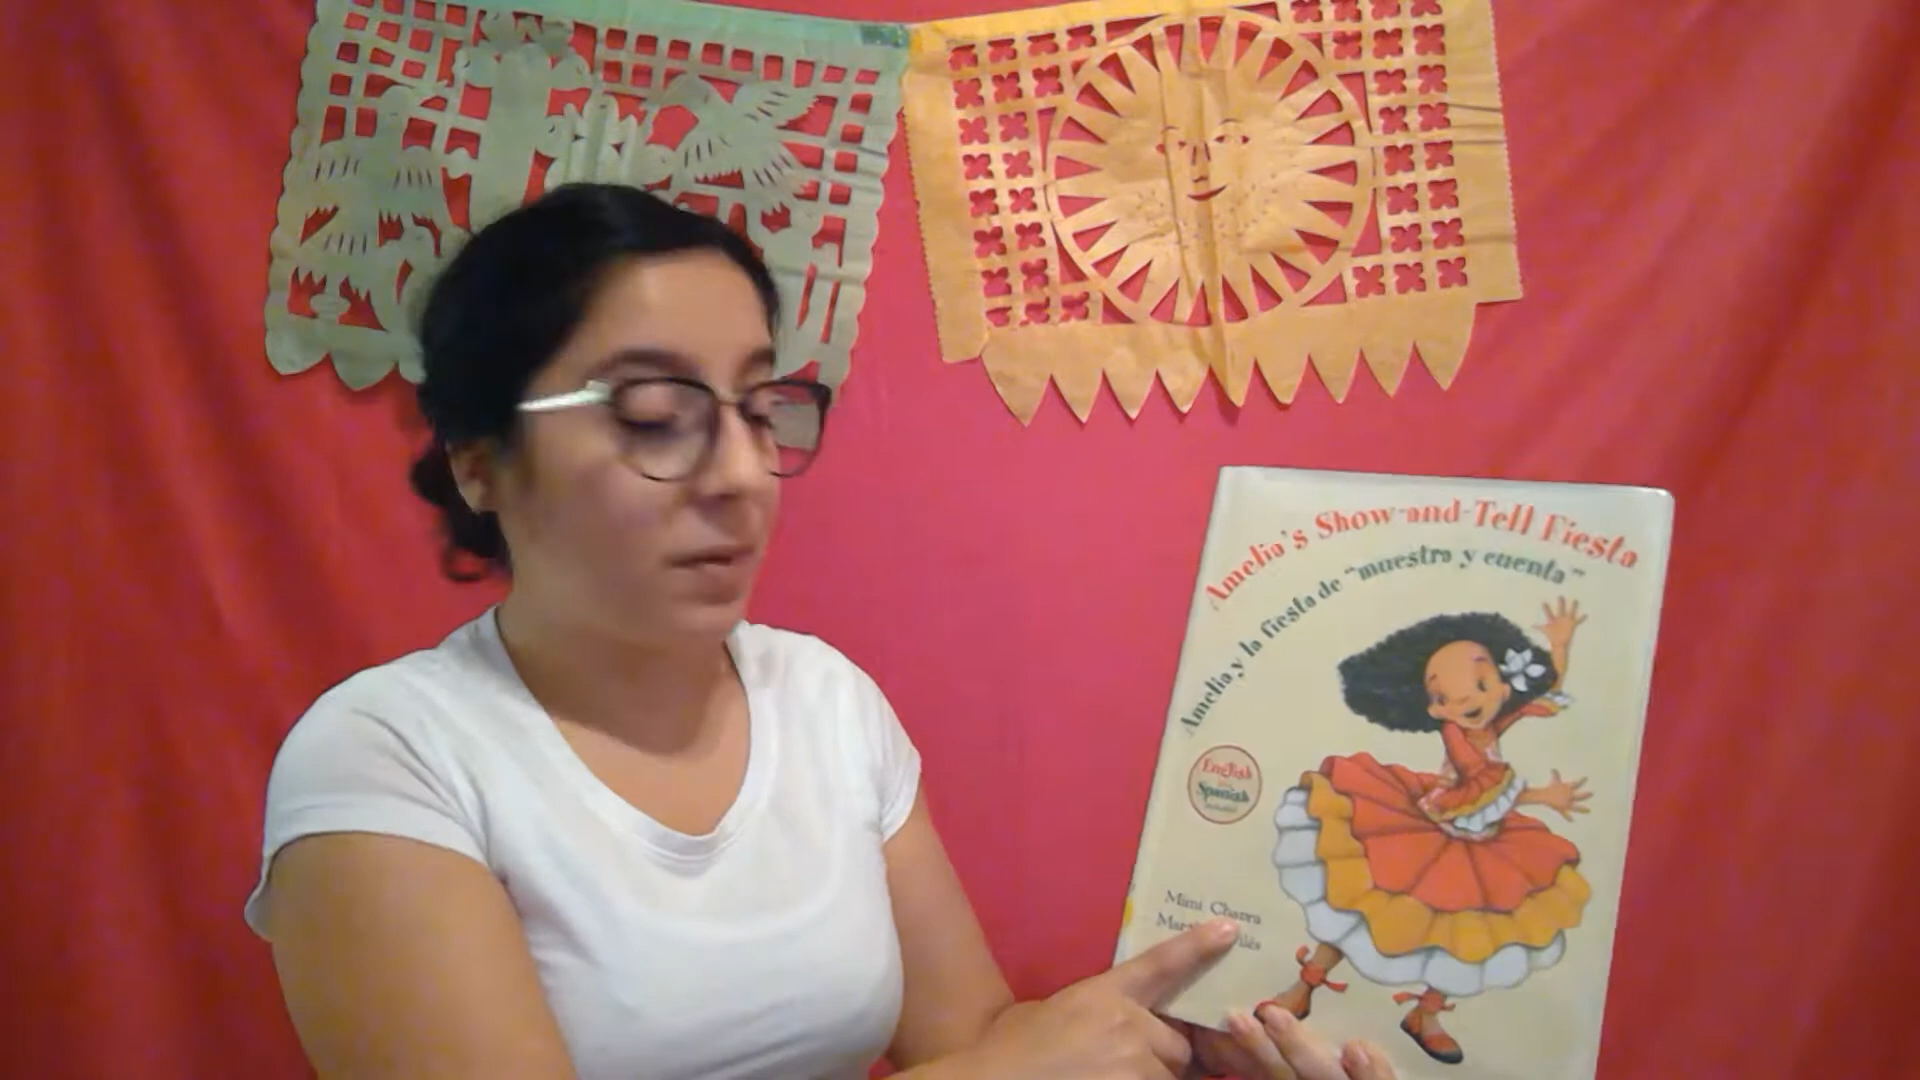 Amelia's Show-and-Tell Fiesta
Amelia y la fiesta de "muestra y cuenta"
English
Spanish
Mimi Chapra